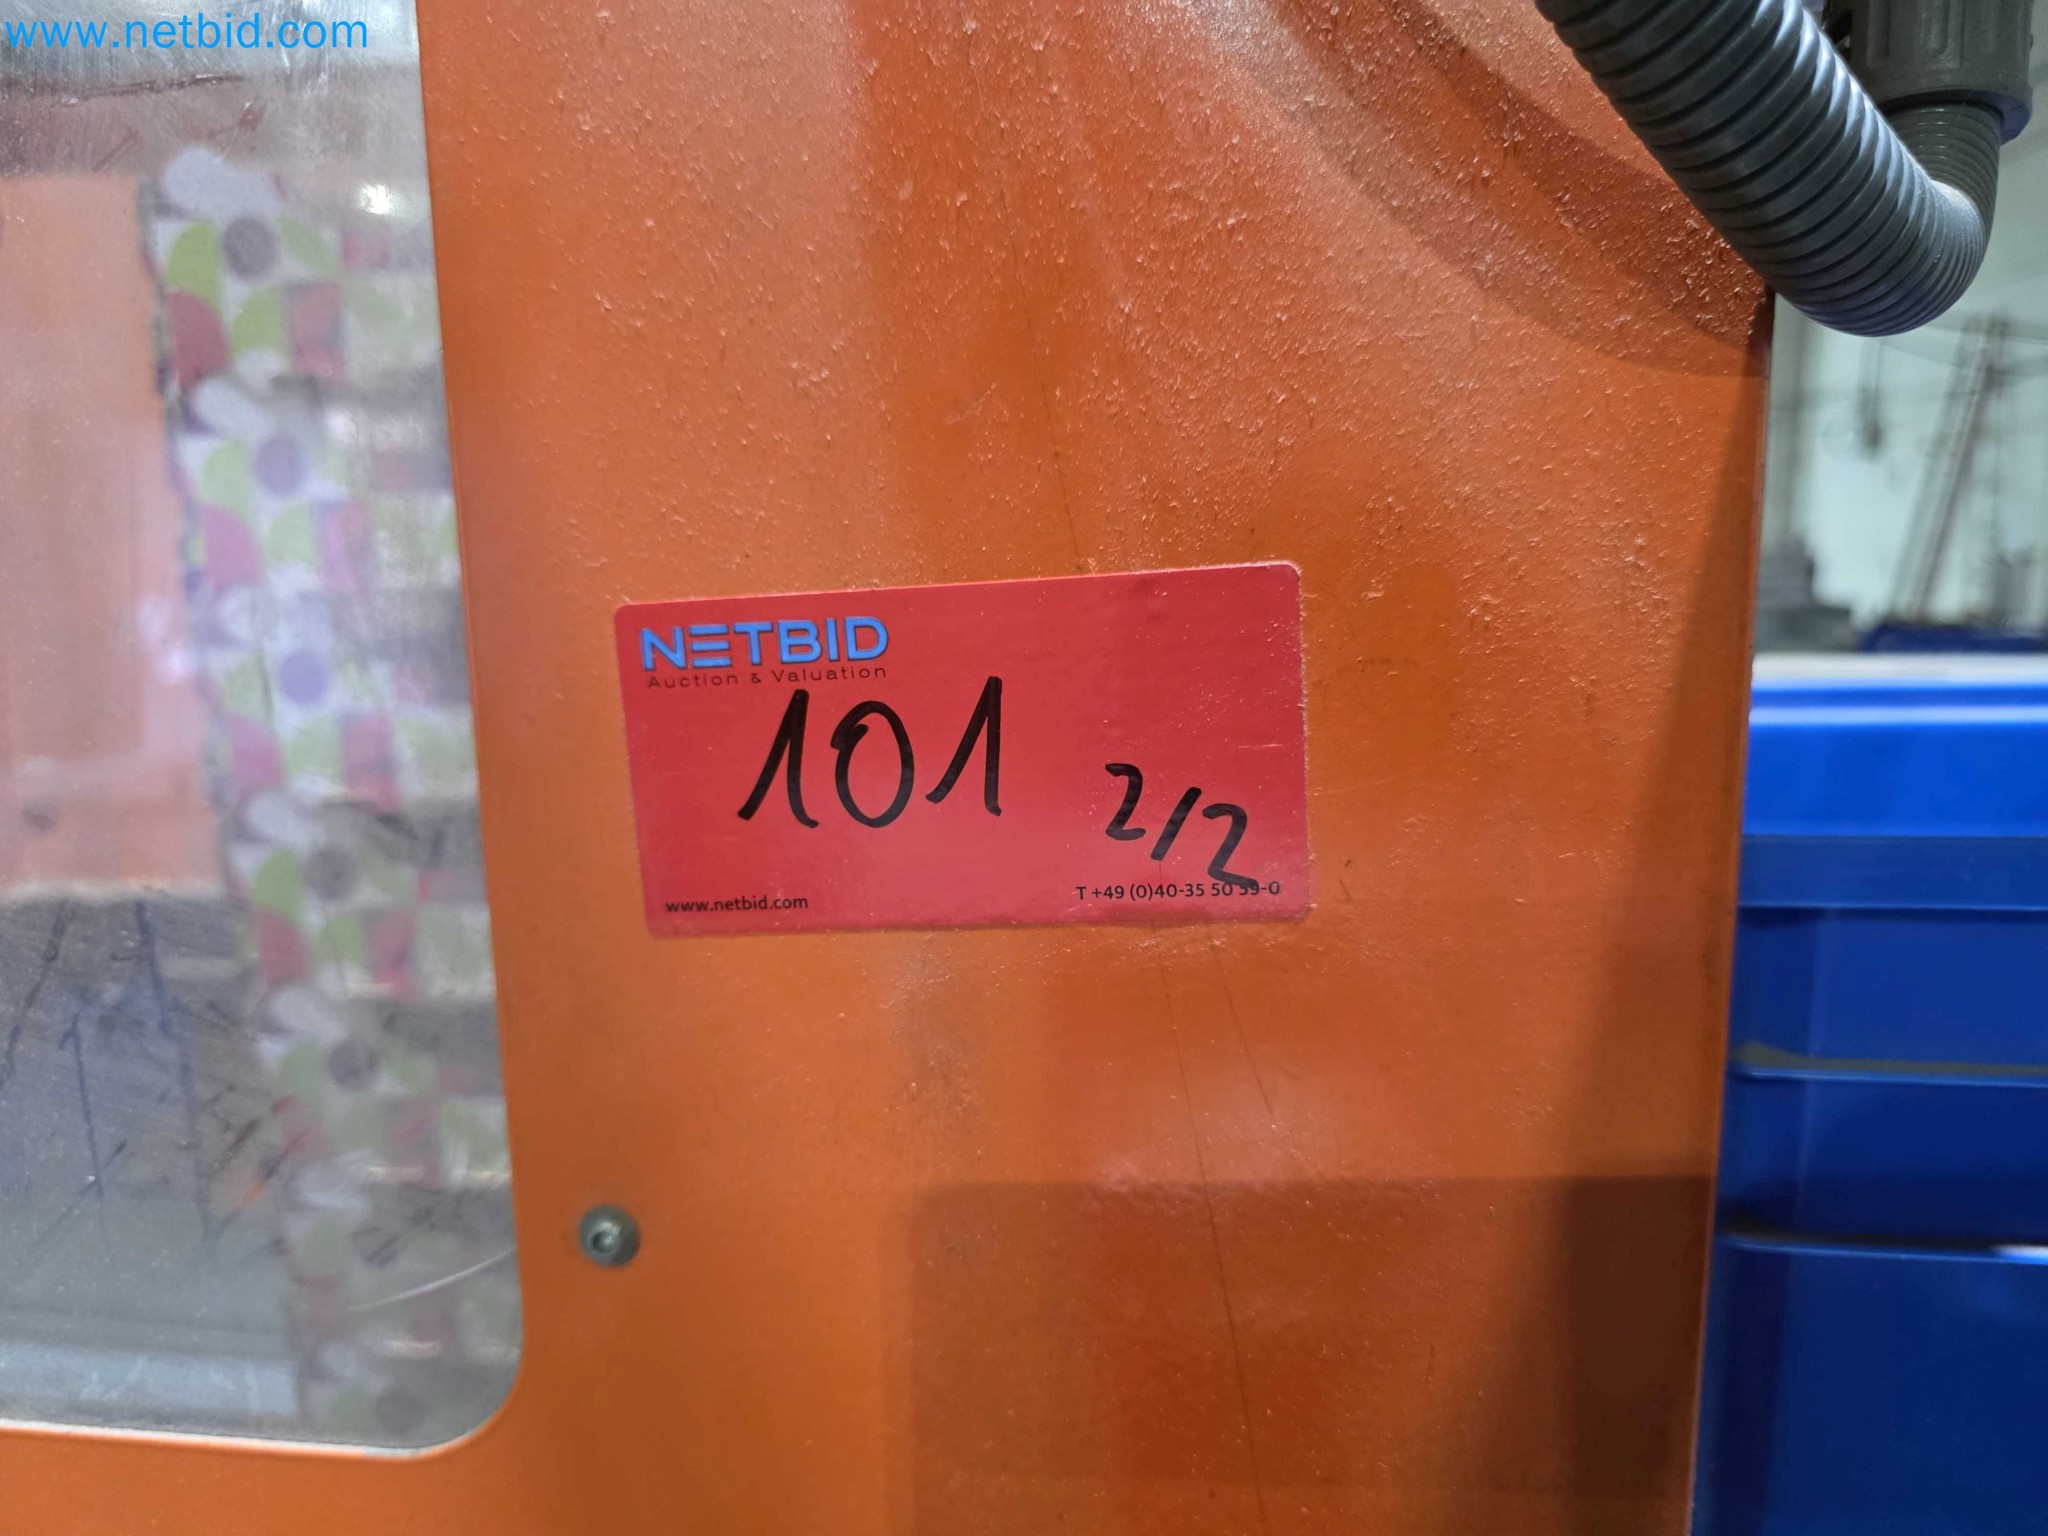 www.netbid.com
NETBID
Auction & Valuation
101 2/2
www.netbid.com
T +49 (0)40-35 50 59-0